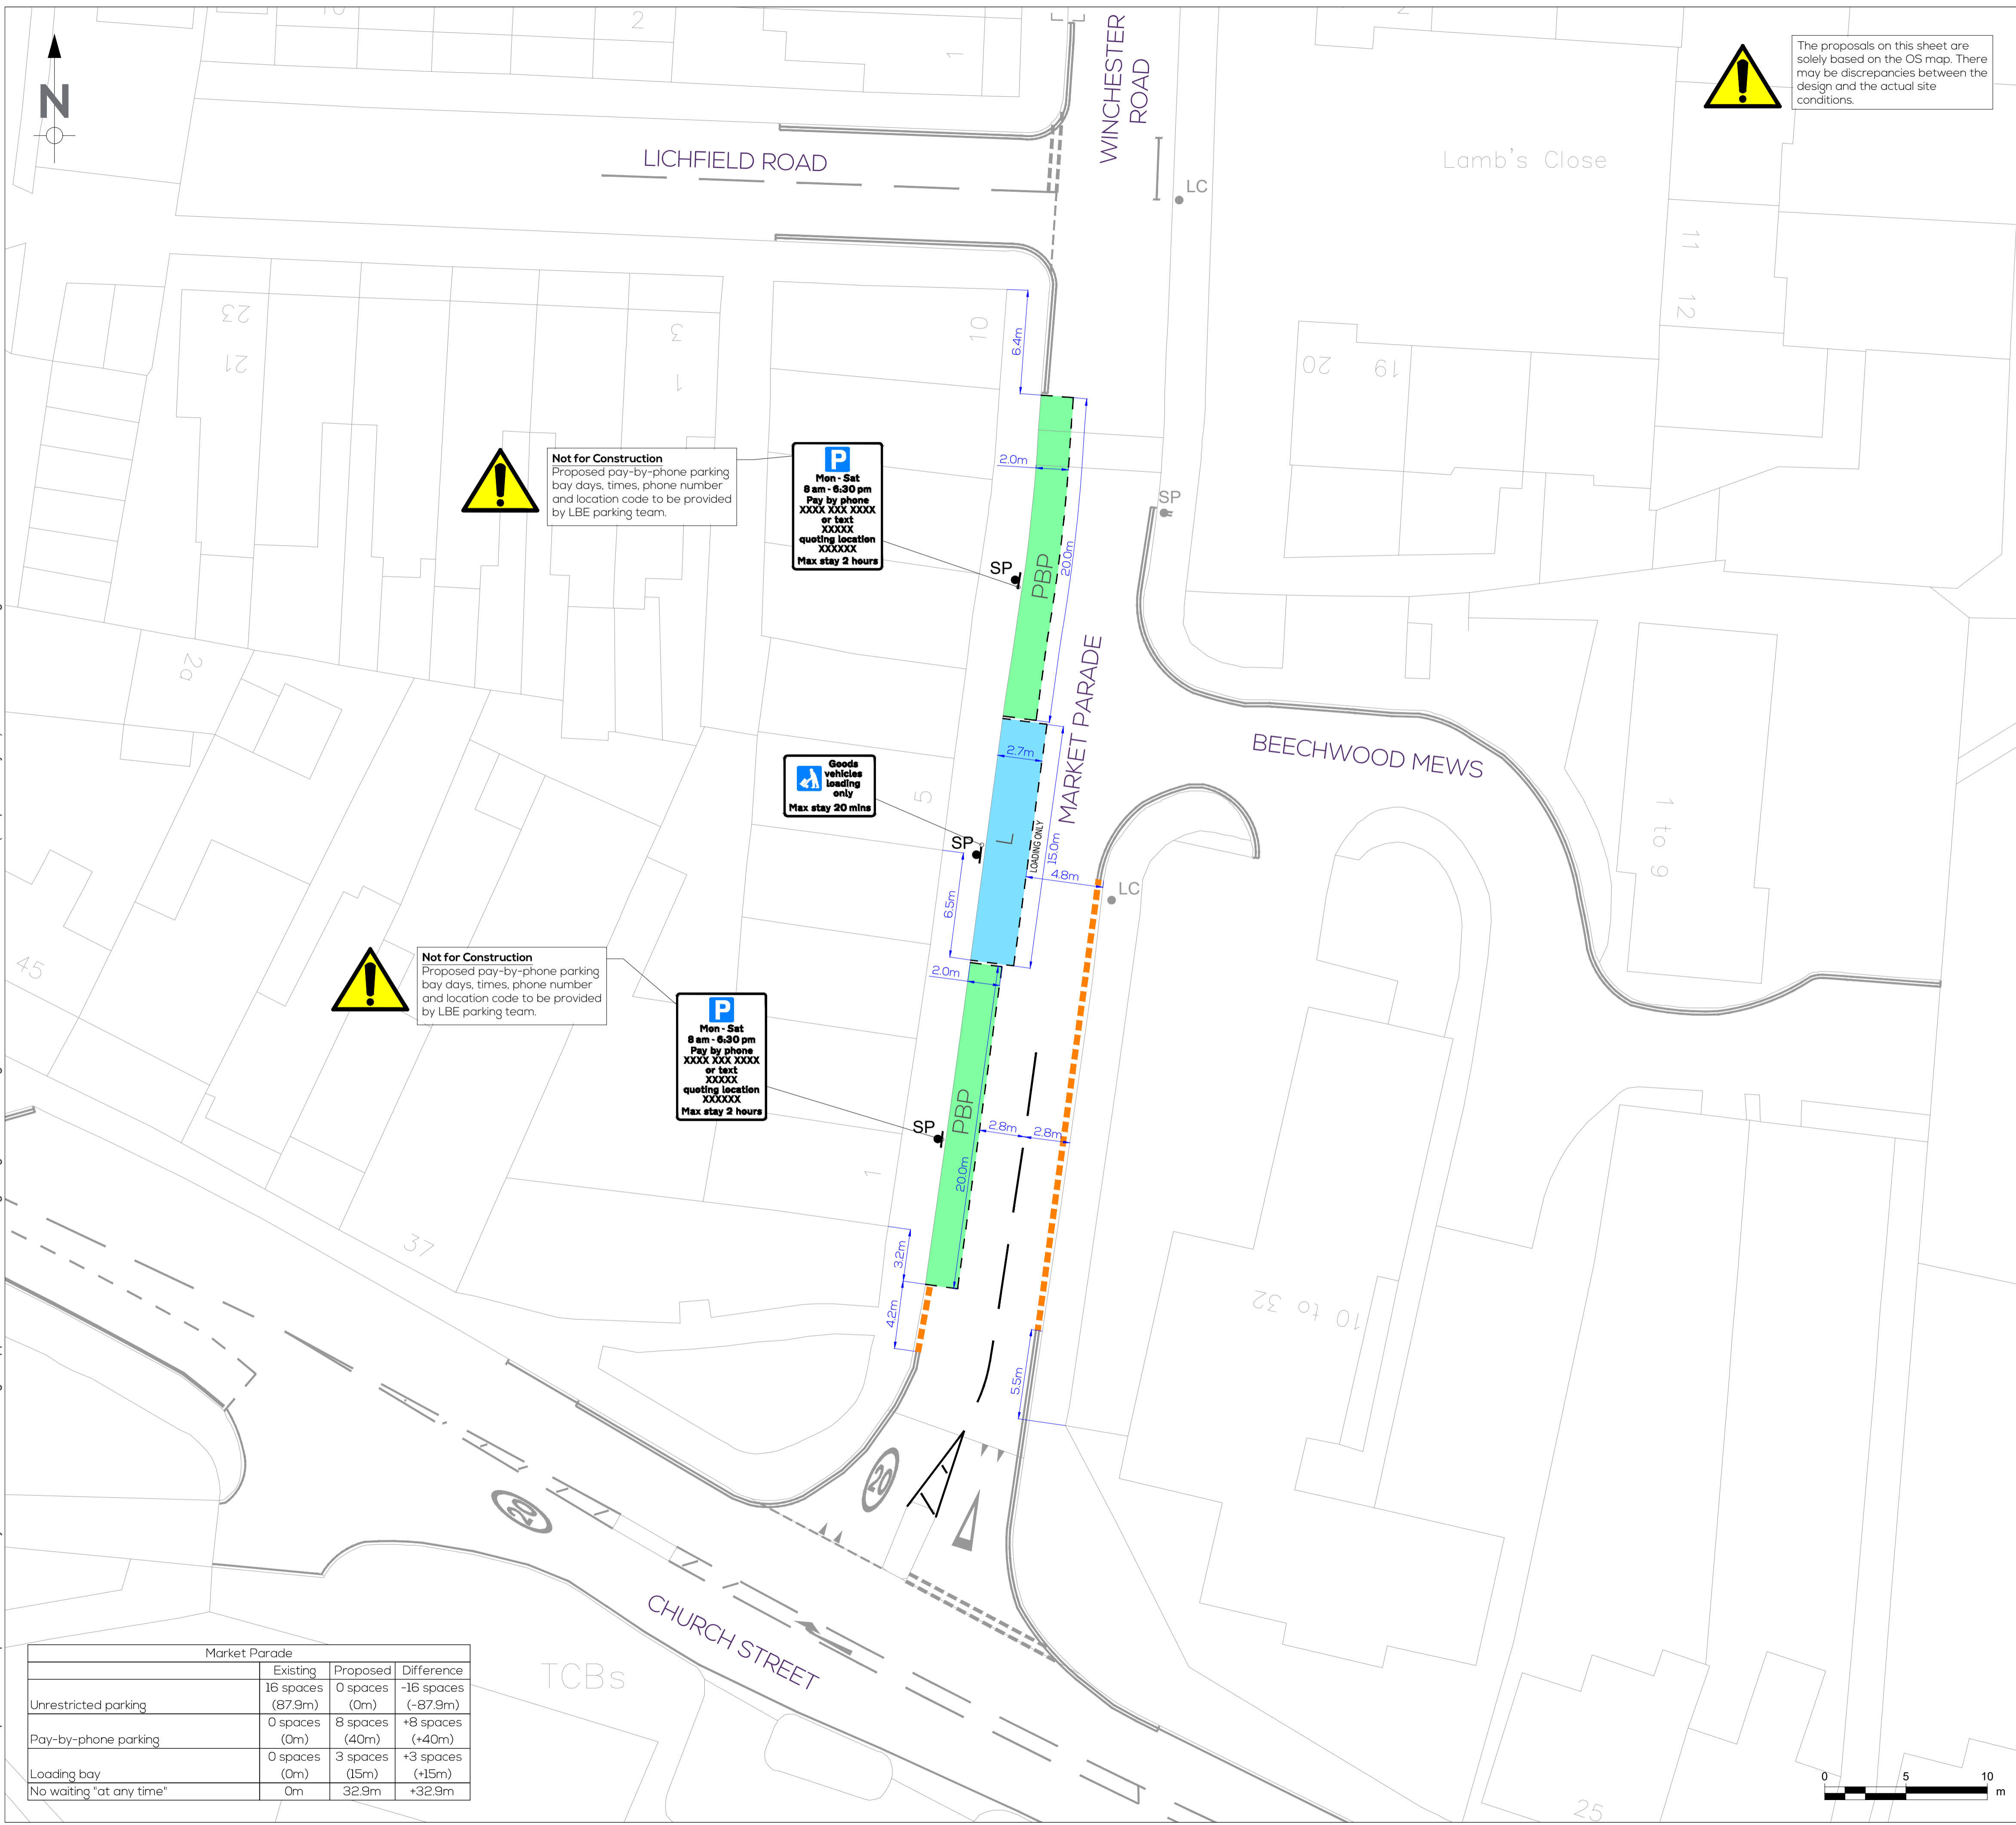 10
2
1
2
N
WINCHESTER
ROAD
The proposals on this sheet are
solely based on the OS map. There
may be discrepancies between the
design and the actual site
conditions.
LICHFIELD ROAD
Lamb's Close
LC
11
12
23
21
3
1
10
6.4m
20
19
Not for Construction
Proposed pay-by-phone parking
bay days, times, phone number
and location code to be provided
by LBE parking team.
P
Mon - Sat
8 am - 6:30 pm
Pay by phone
XXXX XXX XXXX
or text
XXXXX
quoting location
XXXXXX
Max stay 2 hours
2.0m
SP
SP
PBP
20.0m
2a
MARKET PARADE
BEECHWOOD MEWS
2.7m
Goods
vehicles
loading
only
Max stay 20 mins
5
SP
L
LOADING ONLY
15.0m
4.8m
LC
1 to 9
6.5m
45
Not for Construction
Proposed pay-by-phone parking
bay days, times, phone number
and location code to be provided
by LBE parking team.
2.0m
P
Mon - Sat
8 am - 6:30 pm
Pay by phone
XXXX XXX XXXX
or text
XXXXX
quoting location
XXXXXX
Max stay 2 hours
SP
PBP
20.0m
2.8m
2.8m
1
37
3.2m
4.2m
5.5m
10 to 32
20
20
CHURCH STREET
TCBs
25
Market Parade
Existing Proposed Difference
Unrestricted parking 16 spaces 0 spaces -16 spaces
(87.9m) (0m) (-87.9m)
Pay-by-phone parking 0 spaces 8 spaces +8 spaces
(0m) (40m) (+40m)
Loading bay 0 spaces 3 spaces +3 spaces
(0m) (15m) (+15m)
No waiting "at any time" 0m 32.9m +32.9m
0 5 10
m